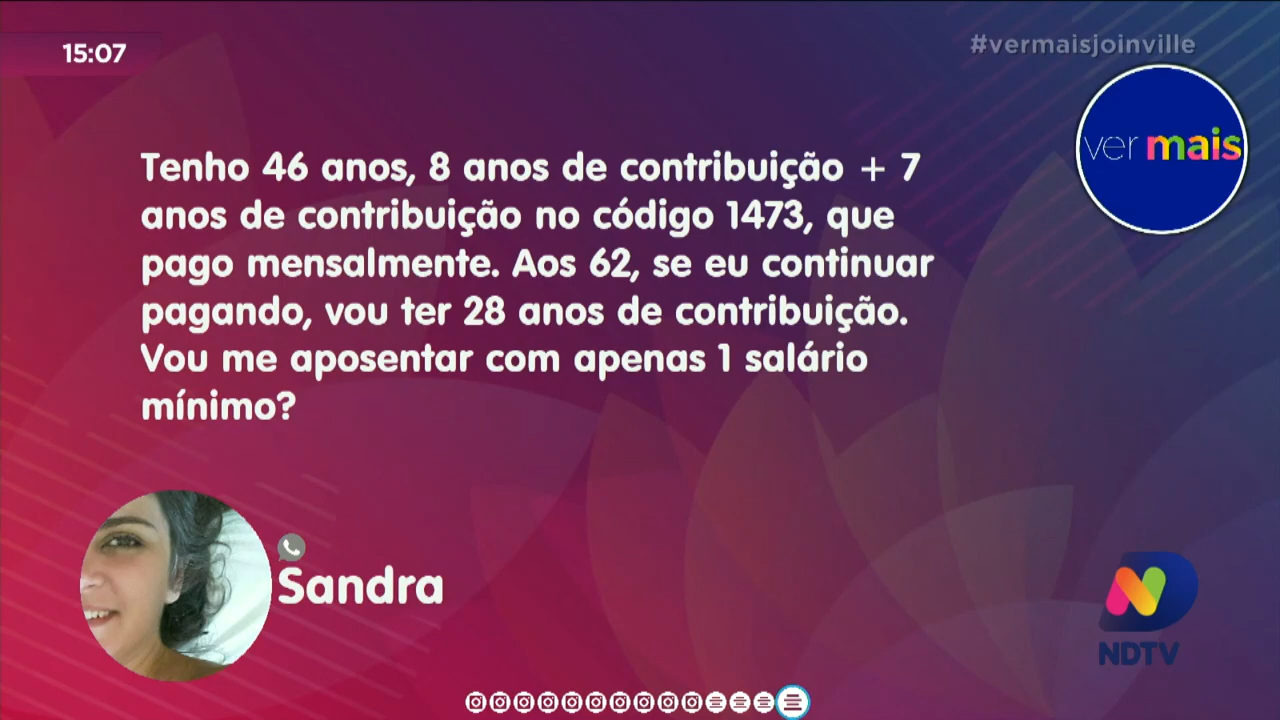 15:07
#vermaisjoinville
ver mais
Tenho 46 anos, 8 anos de contribuição + 7
anos de contribuição no código 1473, que
pago mensalmente. Aos 62, se eu continuar
pagando, vou ter 28 anos de contribuição.
Vou me aposentar com apenas 1 salário
mínimo?
Sandra
NDTV